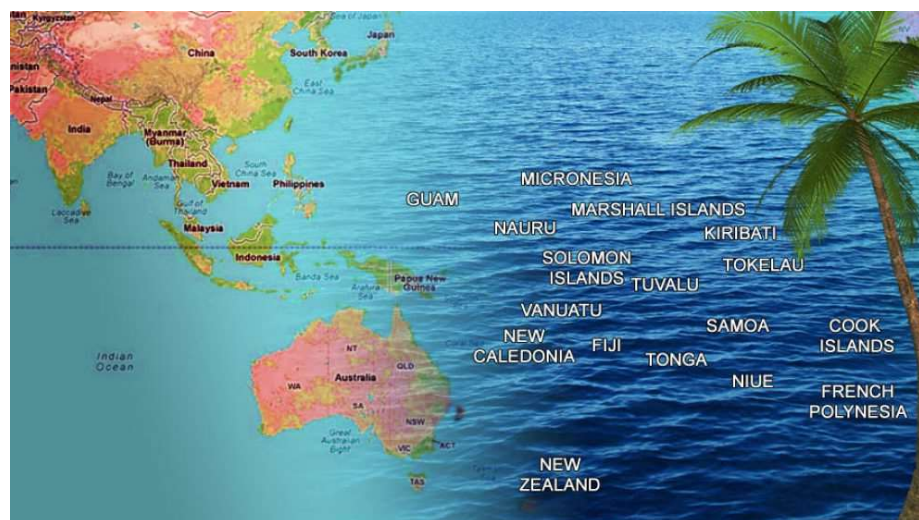 Kyrgyzstan
Sea of Japan
Japan
China
South Korea
nistan
East
China Sea
Pakistan
Nepal
India
Myanmar
(Burma)
Thailand
Bay of
Bengal
Andaman
Sea
South
China Sea
Vietnam
Philippines
MICRONESIA
GUAM
Gulf of
Thailand
Laccadive
Sea
MARSHALL ISLANDS
Malaysia
NAURU
KIRIBATI
Indonesia
SOLOMON
ISLANDS
TOKELAU
Banda Sea
Papua New
Guinea
Arafura
Sea
TUVALU
VANUATU
SAMOA
COOK
ISLANDS
NEW
CALEDONIA
FIJI
TONGA
Indian
Ocean
NT
QLD
Australia
WA
NIUE
FRENCH
POLYNESIA
SA
NSW
Great
Australian
Bight
VIC
ACT
NEW
ZEALAND
TAS
NV